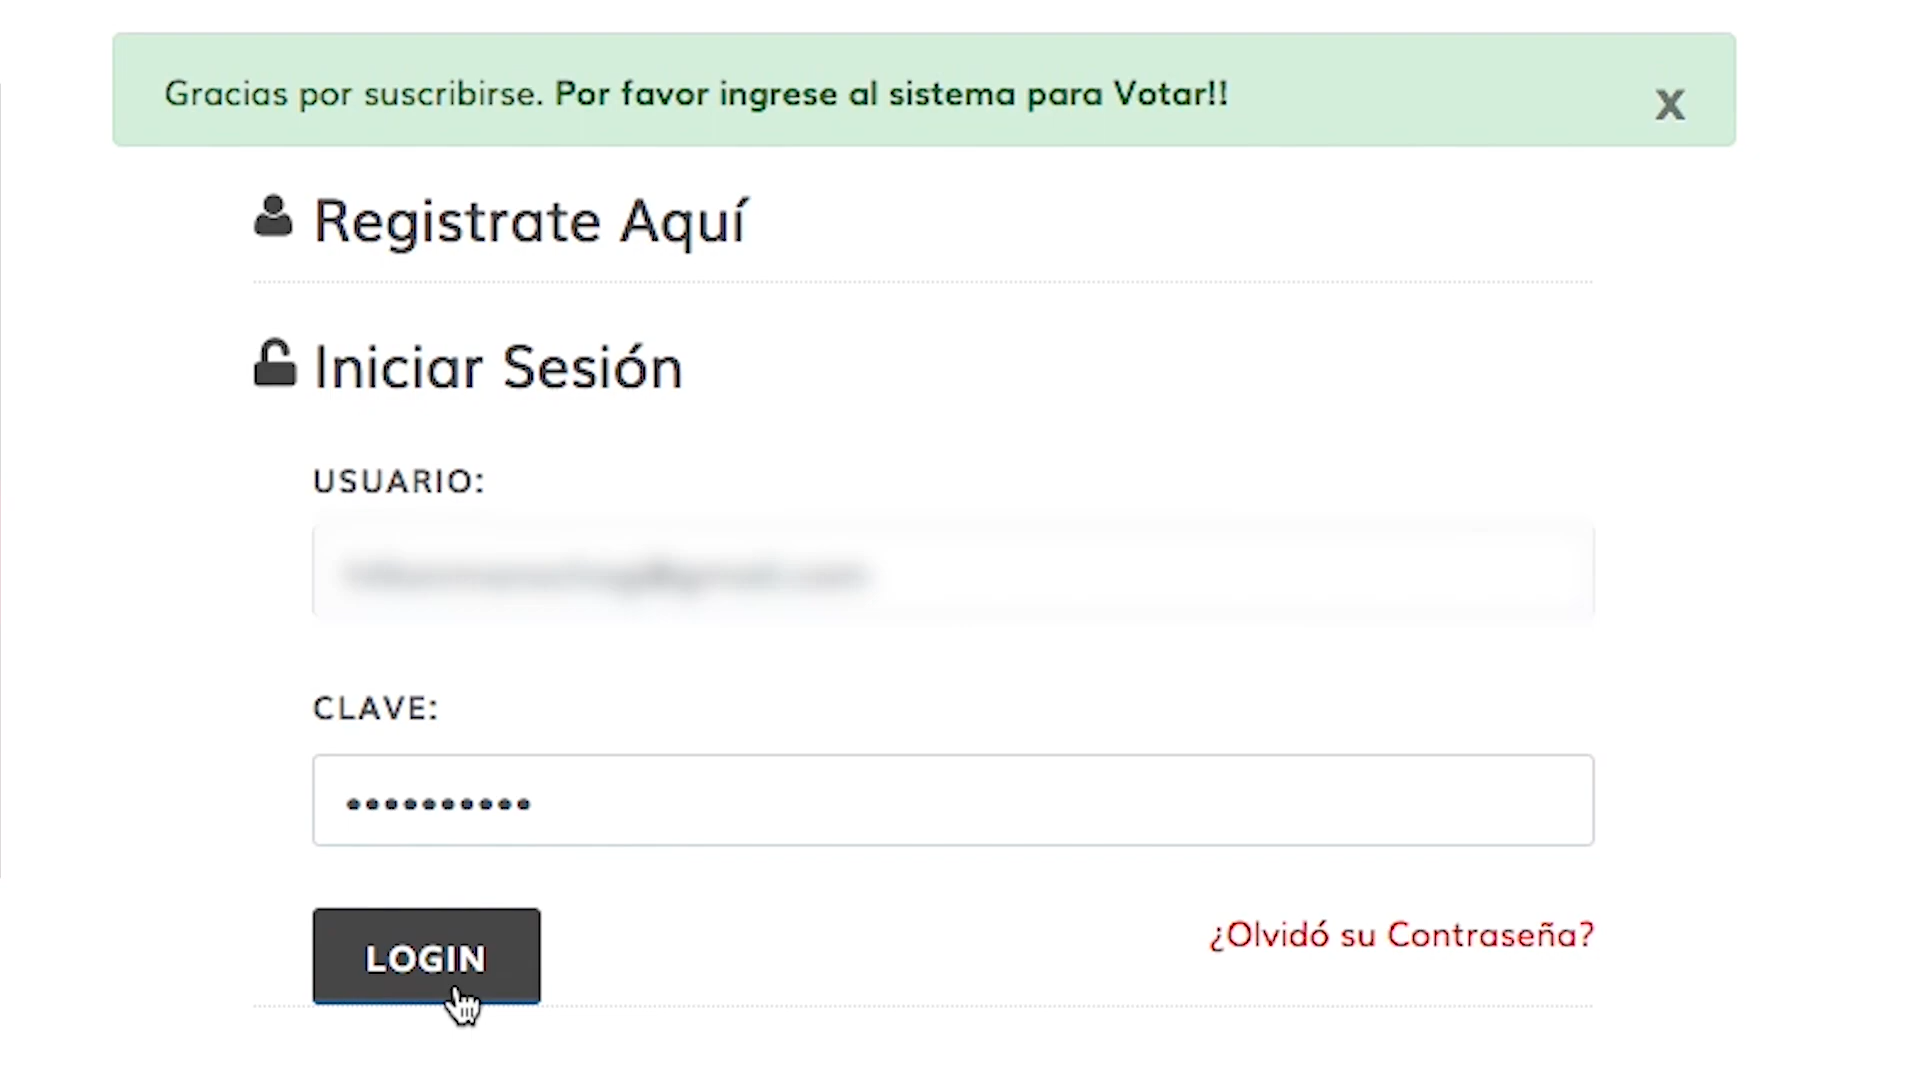 Gracias por suscribirse. Por favor ingrese al sistema para Votar!!
x
Registrate Aquí
Iniciar Sesión
USUARIO:
CLAVE:
••••••••••
LOGIN
¿Olvidó su Contraseña?